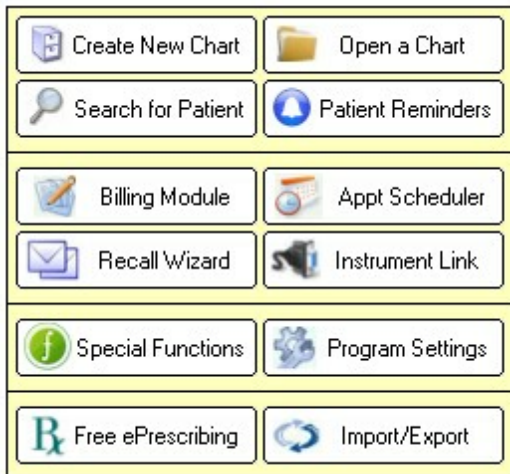 Create New Chart
Open a Chart
Search for Patient
Patient Reminders
Billing Module
Appt Scheduler
Recall Wizard
Instrument Link
Special Functions
Program Settings
Free ePrescribing
Import/Export